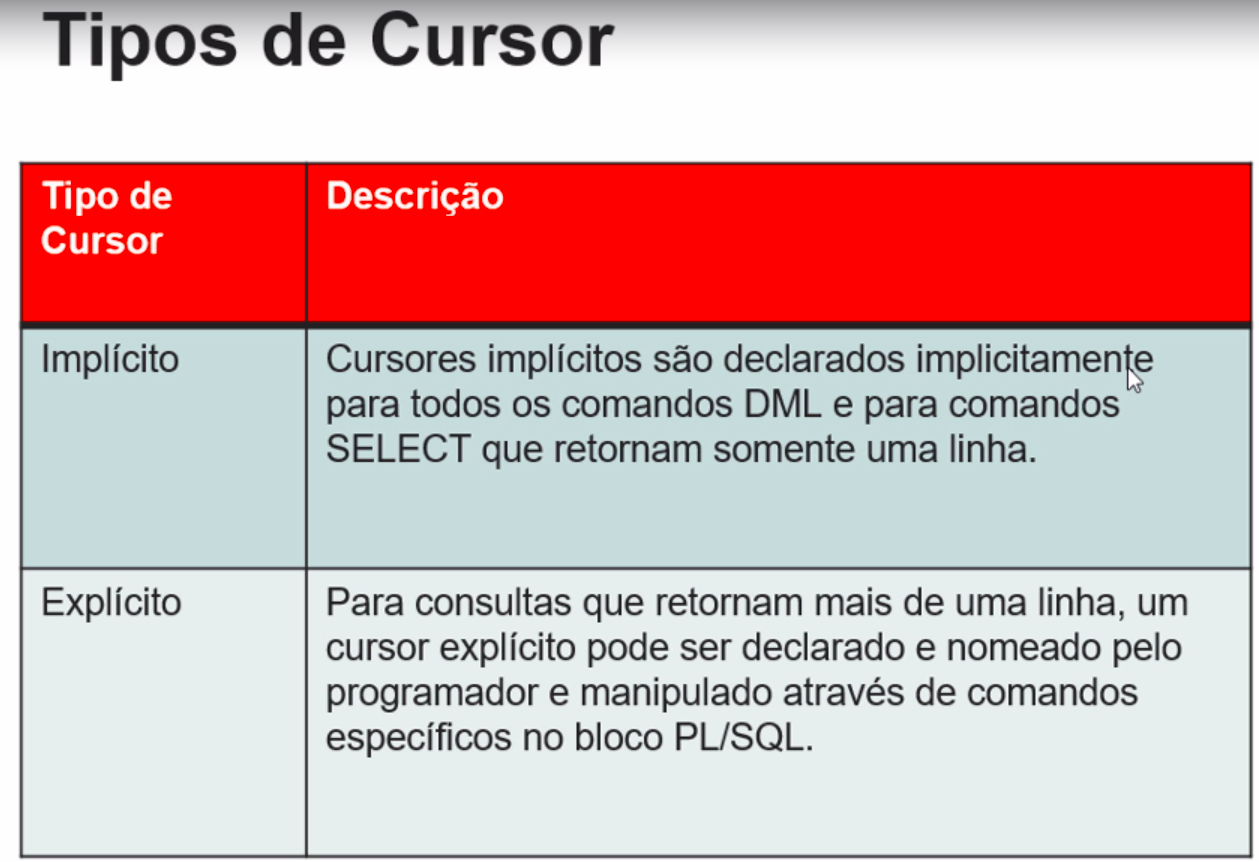 Tipos de Cursor
Tipo de
Cursor
Descrição
Implícito
Cursores implícitos são declarados implicitamente
para todos os comandos DML e para comandos
SELECT que retornam somente uma linha.
Explícito
Para consultas que retornam mais de uma linha, um
cursor explícito pode ser declarado e nomeado pelo
programador e manipulado através de comandos
específicos no bloco PL/SQL.